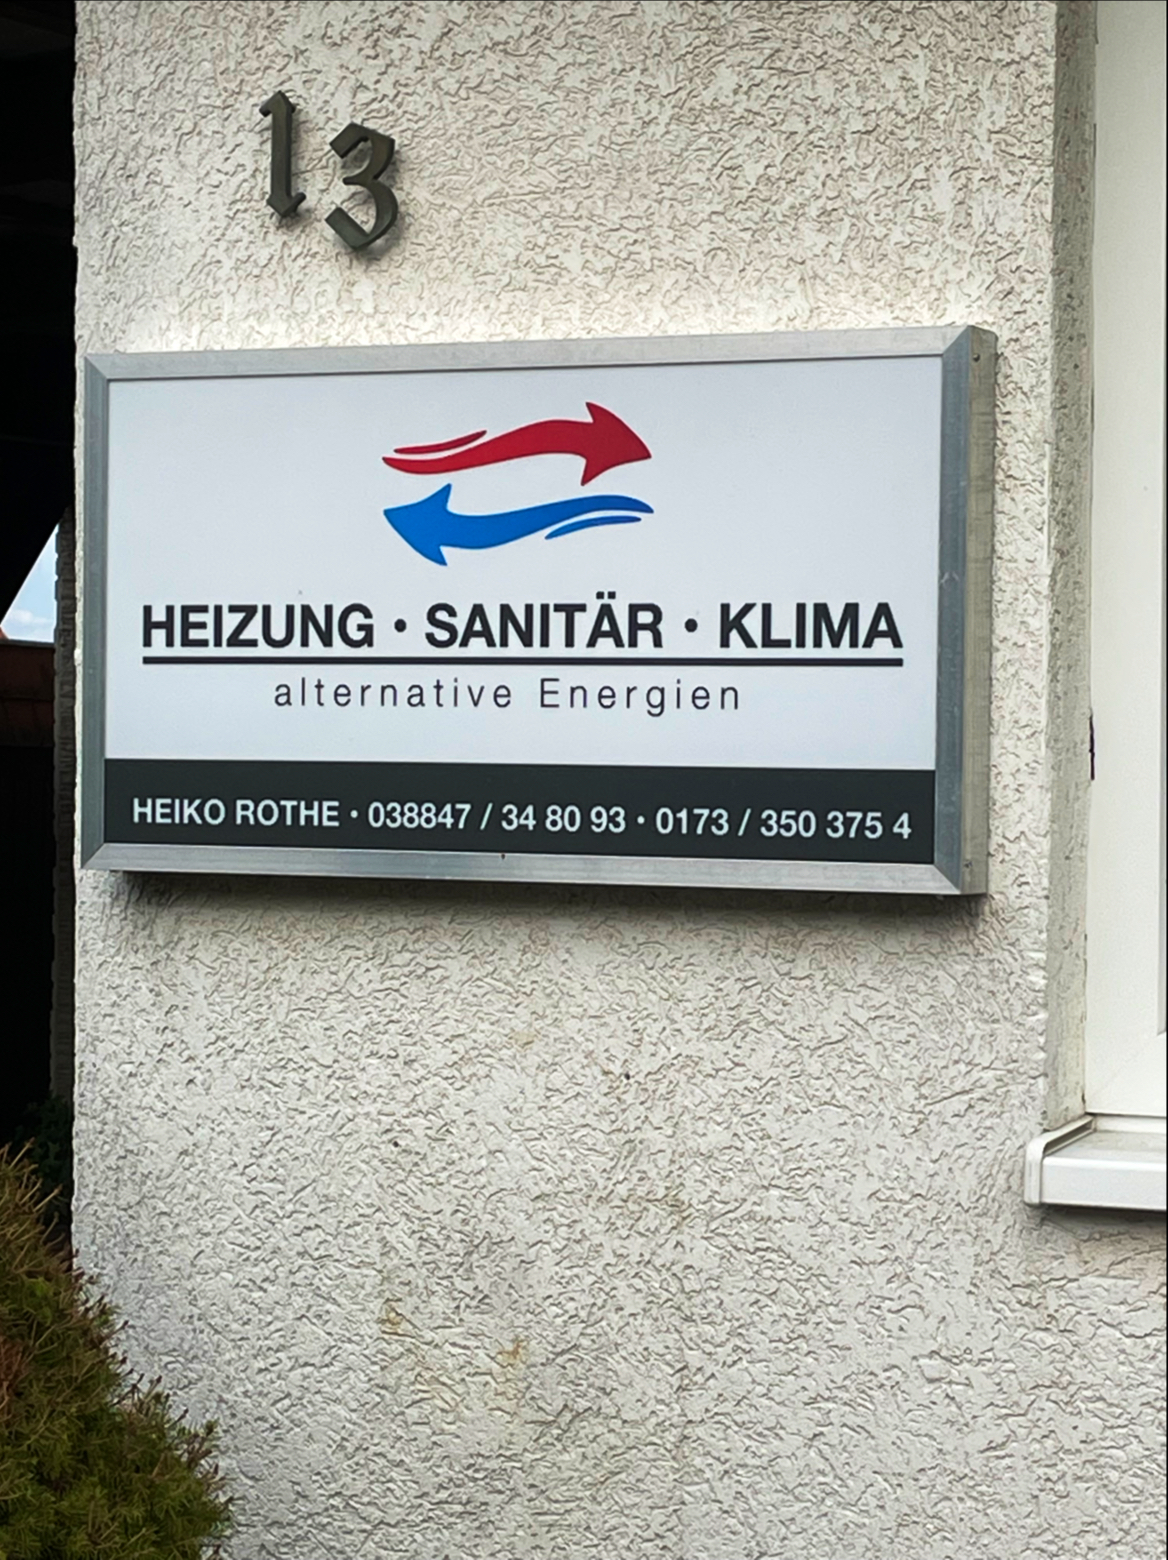 13
HEIZUNG · SANITÄR · KLIMA
alternative Energien
HEIKO ROTHE · 038847 / 34 80 93 · 0173 / 350 375 4